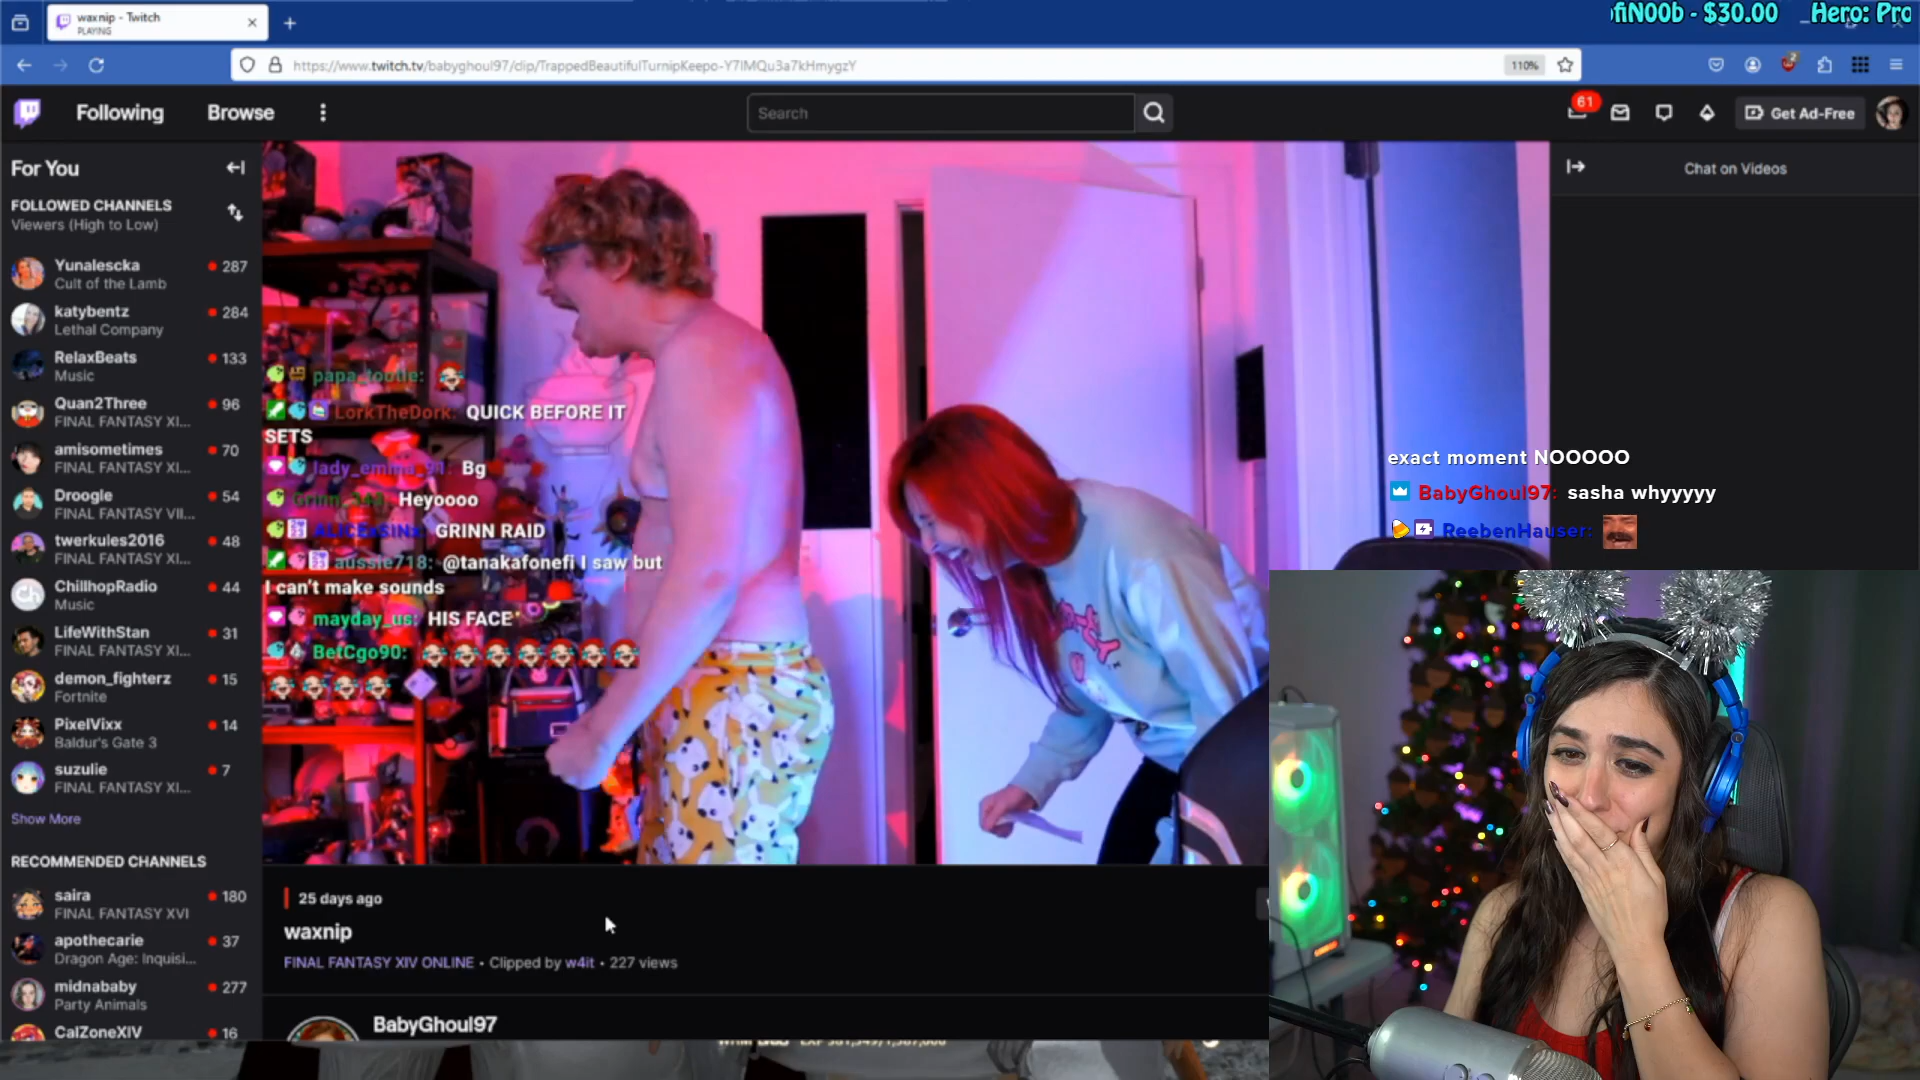 waxnip - Twitch
PLAYING
fiN00b - $30.00 Hero: Pro
https://www.twitch.tv/babyghoul97/clip/TrappedBeautifulTurnipKeepo-Y7IMQu3a7kHmygzY
110%
Following
Browse
Search
61
Get Ad-Free
For You
FOLLOWED CHANNELS
Viewers (High to Low)
Yunalescka
287
Cult of the Lamb
katybentz
284
Lethal Company
RelaxBeats
133
Music
Quan2Three
96
FINAL FANTASY XI...
amisometimes
70
FINAL FANTASY XI...
Droogle
54
FINAL FANTASY VII...
twerkules2016
48
FINAL FANTASY XI...
ChillhopRadio
44
Music
LifeWithStan
31
FINAL FANTASY XI...
demon_fighterz
15
Fortnite
PixelVixx
14
Baldur's Gate 3
suzulie
7
FINAL FANTASY XI...
Show More
RECOMMENDED CHANNELS
saira
180
FINAL FANTASY XVI
apothecarie
37
Dragon Age: Inquisi...
midnababy
277
Party Animals
CalZoneXIV
16
papa_tootie:
LorkTheDork: QUICK BEFORE IT
SETS
lady_emma_91: Bg
Heyoooo
GRINN RAID
aussie718: @tanakafonefi I saw but
I can't make sounds
mayday_us: HIS FACE
BetCgo90:
Chat on Videos
exact moment NOOOOO
BabyGhoul97: sasha whyyyyy
ReebenHauser:
25 days ago
waxnip
FINAL FANTASY XIV ONLINE • Clipped by w4it • 227 views
BabyGhoul97